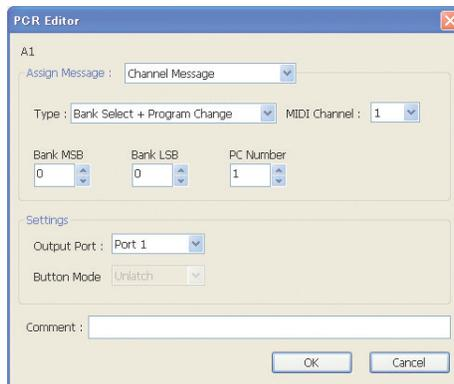 PCR Editor
A1
Assign Message : Channel Message
Type : Bank Select + Program Change MIDI Channel : 1
Bank MSB Bank LSB PC Number
0 0 1
Settings
Output Port : Port 1
Button Mode Unlatch
Comment :
OK Cancel